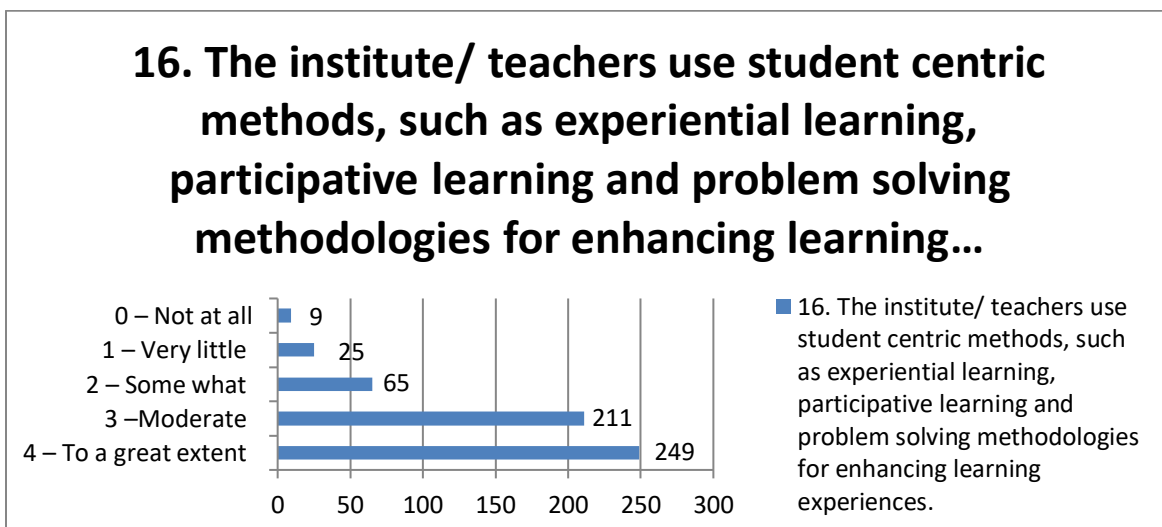 16. The institute/ teachers use student centric
methods, such as experiential learning,
participative learning and problem solving
methodologies for enhancing learning…
0 – Not at all 9
1 – Very little 25
2 – Some what 65
3 –Moderate 211
4 – To a great extent 249
0 50 100 150 200 250 300
16. The institute/ teachers use
student centric methods, such
as experiential learning,
participative learning and
problem solving methodologies
for enhancing learning
experiences.